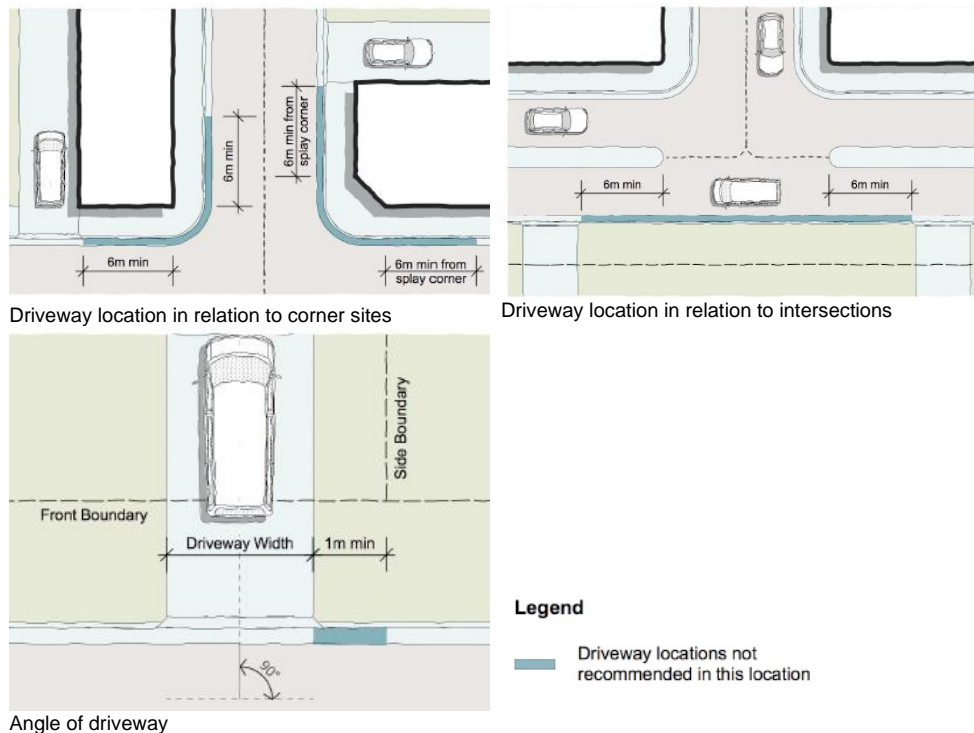 6m min
6m min from
splay corner
6m min
6m min from
splay corner
Driveway location in relation to corner sites
6m min
6m min
Driveway location in relation to intersections
Side Boundary
Front Boundary
Driveway Width
1m min
90°
Angle of driveway
Legend
Driveway locations not
recommended in this location